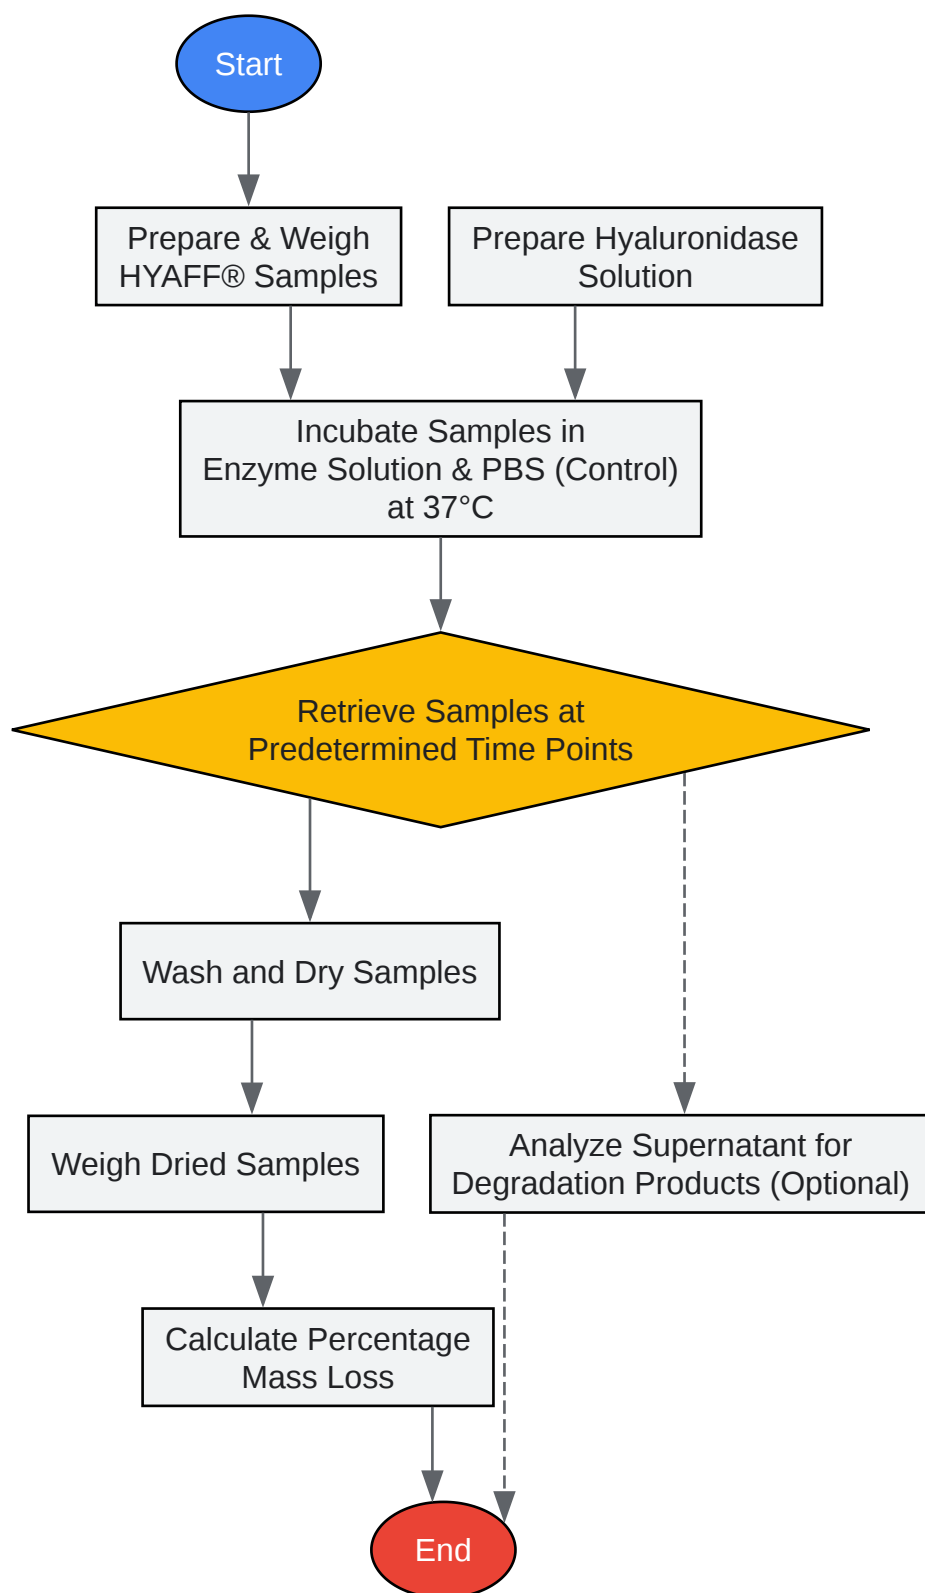 Start
Prepare & Weigh
HYAFF® Samples
Prepare Hyaluronidase
Solution
Incubate Samples in
Enzyme Solution & PBS (Control)
at 37°C
Retrieve Samples at
Predetermined Time Points
Wash and Dry Samples
Weigh Dried Samples
Analyze Supernatant for
Degradation Products (Optional)
Calculate Percentage
Mass Loss
End